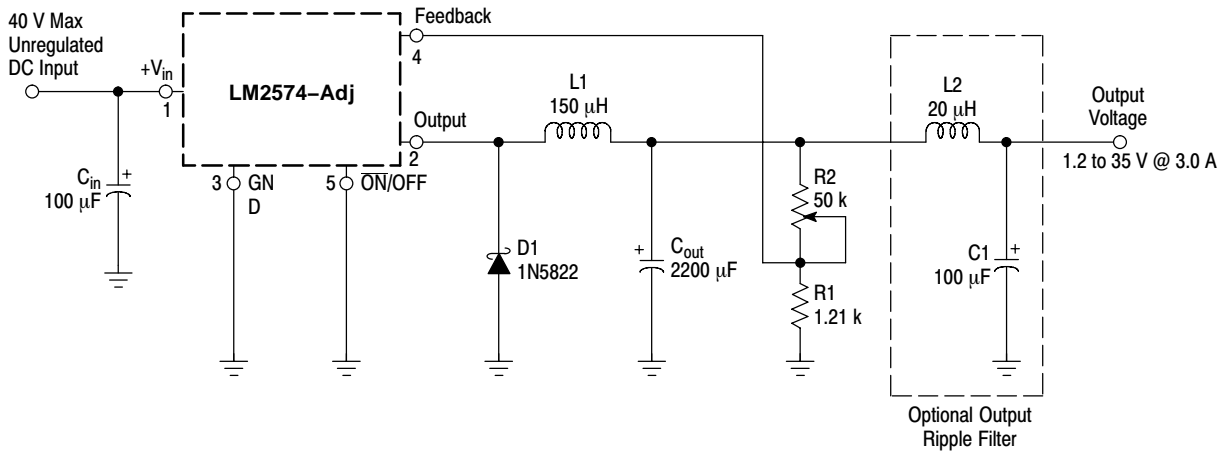 40 V Max
Unregulated
DC Input
+Vin
1
LM2574–Adj
Feedback
4
Output
2
3
GN
D
5
ON/OFF
Cin
100 µF
+
L1
150 µH
D1
1N5822
+
Cout
2200 µF
R2
50 k
R1
1.21 k
L2
20 µH
C1
100 µF
+
Output
Voltage
1.2 to 35 V @ 3.0 A
Optional Output
Ripple Filter